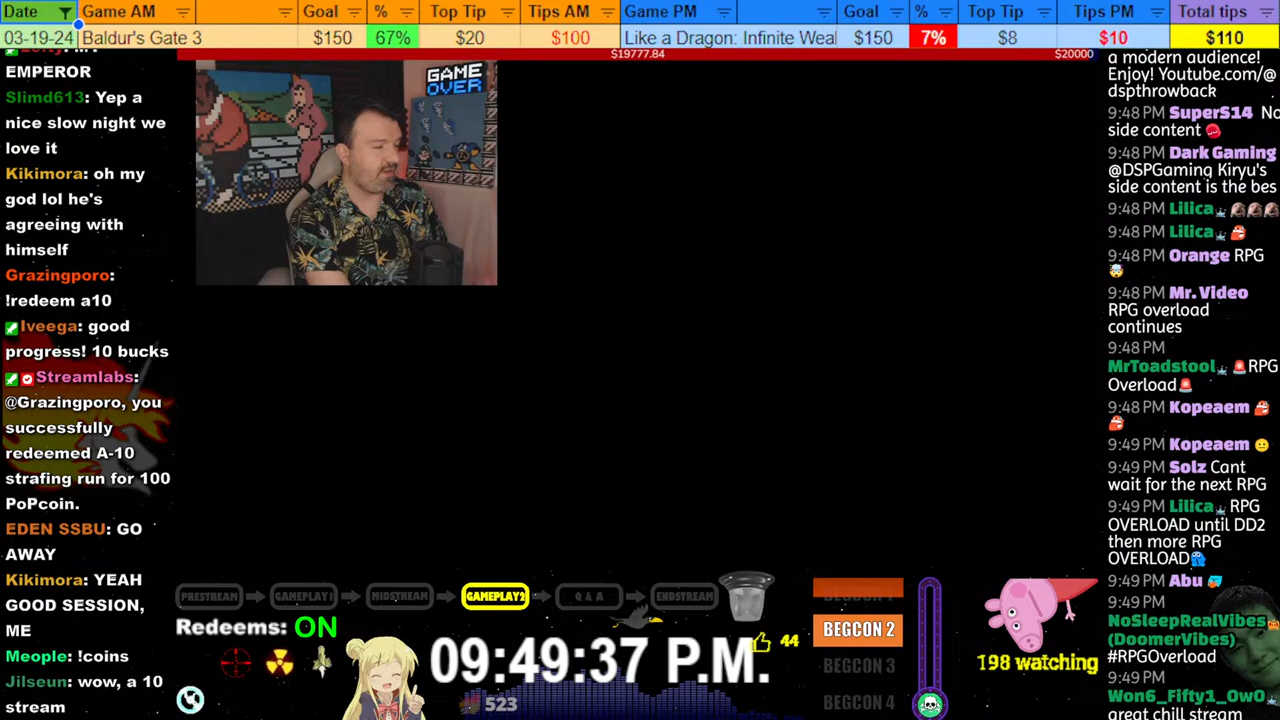 Date Game AM Goal % Top Tip Tips AM Game PM Goal % Top Tip Tips PM Total tips
03-19-24 Baldur's Gate 3 $150 67% $20 $100 Like a Dragon: Infinite Weal $150 7% $8 $10 $110
$19777.84 $20000
EMPEROR
Slimd613: Yep a
nice slow night we
love it
Kikimora: oh my
god lol he's
agreeing with
himself
Grazingporo:
!redeem a10
Iveega: good
progress! 10 bucks
Streamlabs:
@Grazingporo, you
successfully
redeemed A-10
strafing run for 100
PoPcoin.
EDEN SSBU: GO
AWAY
Kikimora: YEAH
GOOD SESSION,
ME
Meople: !coins
Jilseun: wow, a 10
stream
GAME
OVER
PRESTREAM GAMEPLAY 1 MIDSTREAM GAMEPLAY2 Q & A ENDSTREAM
Redeems: ON
09:49:37 P.M.
44
523
BEGCON 1
BEGCON 2
BEGCON 3
BEGCON 4
198 watching
a modern audience!
Enjoy! Youtube.com/@
dspthrowback
9:48 PM SuperS14 No
side content
9:48 PM Dark Gaming
@DSPGaming Kiryu's
side content is the bes
9:48 PM Lilica
9:48 PM Lilica
9:48 PM Orange RPG
9:48 PM Mr. Video
RPG overload
continues
9:48 PM
MrToadstool RPG
Overload
9:48 PM Kopeaem
9:49 PM Kopeaem
9:49 PM Solz Cant
wait for the next RPG
9:49 PM Lilica RPG
OVERLOAD until DD2
then more RPG
OVERLOAD
9:49 PM Abu
9:49 PM
NoSleepRealVibes
(DoomerVibes)
#RPGOverload
9:49 PM
Won6_Fifty1_OwO
great chill stream